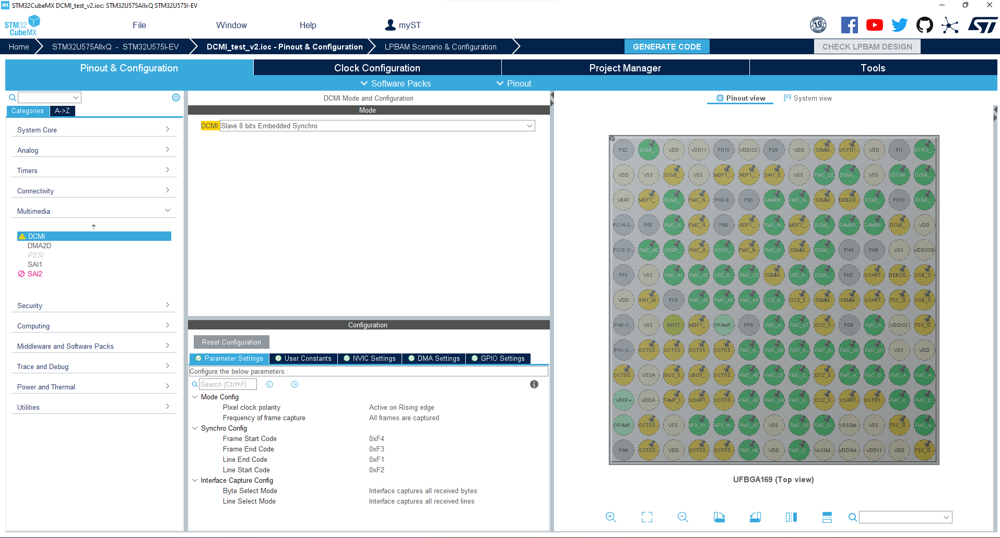 MX STM32CubeMX DCMI_test_v2.ioc: STM32U575AIIxQ STM32U575I-EV
STM32 CubeMX
File Window Help myST
10 YEARS
Home STM32U575AIIxQ - STM32U575I-EV DCMI_test_v2.ioc - Pinout & Configuration LPBAM Scenario & Configuration GENERATE CODE CHECK LPBAM DESIGN
Pinout & Configuration Clock Configuration Project Manager Tools
Software Packs Pinout
Categories A->Z
System Core
Analog
Timers
Connectivity
Multimedia
DCMI
DMA2D
PSSI
SAI1
SAI2
Security
Computing
Middleware and Software Packs
Trace and Debug
Power and Thermal
Utilities
DCMI Mode and Configuration
Mode
DCMI Slave 8 bits Embedded Synchro
Configuration
Reset Configuration
Parameter Settings User Constants NVIC Settings DMA Settings GPIO Settings
Configure the below parameters :
Search (Ctrl+F)
Mode Config
Pixel clock polarity Active on Rising edge
Frequency of frame capture All frames are captured
Synchro Config
Frame Start Code 0xF4
Frame End Code 0xF3
Line End Code 0xF1
Line Start Code 0xF2
Interface Capture Config
Byte Select Mode Interface captures all received bytes
Line Select Mode Interface captures all received lines
Pinout view System view
PE2 DCMI_... VDD VDD11 PG15 VDDIO2 PG9 VDD SDMM... UCPD1... VDD PI1 GYRO_...
VDD VSS DCMI_... VSS MDF1_... ADF1_... SAI1_S... VSS FMC_D2 DCMI_... VSS SDCAR... DCMI_...
VBAT MDF1_... DCMI_... FMC_N... PH3-B... PB5 CAMER... FMC_N... SDMM... DEBUG... DCMI_... PH13 DCMI_...
PC14-O... PE5 FMC_A... FMC_N... PB9 ADF1_... FMC_N... MDF1_... DCMI_... CAMER... CAMER... DCMI_... VDD
PC15-O... FMC_A0 USER_... FMC_A... UCPD_... FMC_N... FMC_N... SDMM... DCMI_... PH4 PH6 VSS VDDUSB
PF8 VSS FMC_A1 FMC_A2 LED_G... FMC_D3 SDMM... LED_R... DCMI_... PH2 USART... DEBUG... USB_O...
VDD SAI1_M... PF9 FMC_A5 FMC_A3 FMC_A4 LCD_B... I2C3_S... SDMM... SDMM... USART... TSC_G... USB_O...
PH0-O... VSS NRST MDF1_... OPAMP... PF6 FMC_A... FMC_D7 I2C3_S... PG6 FMC_A... VDDIO2 TSC_G...
PH1-O... OCTOS... OCTOS... OCTOS... OCTOS... FMC_A... FMC_D6 FMC_A... FMC_A... FMC_D0 FMC_D1 VSS VDD
OCTOS... VSSA IBUS_S... VBUS_... OCTOS... FMC_A6 FMC_D5 FMC_D... I2C2_S... FMC_A... FMC_D... FMC_A... FMC_A...
VREF+ VDDA TAMP_I... USART... OCTOS... FMC_A8 FMC_D4 FMC_D... I2C2_S... USART... UCPD1... FMC_D... FMC_D...
OPAMP... OCTOS... VSS MFX_IR... MFX_W... FMC_A7 VSS FMC_D8 FMC_D... VSSSM... VSS TSC_G... FMC_A...
PA4 OCTOS... VDD OCTOS... OCTOS... FMC_A9 VDD FMC_D... VLXSM... VDDSM... VDD11 VDD TSC_G...
UFBGA169 (Top view)